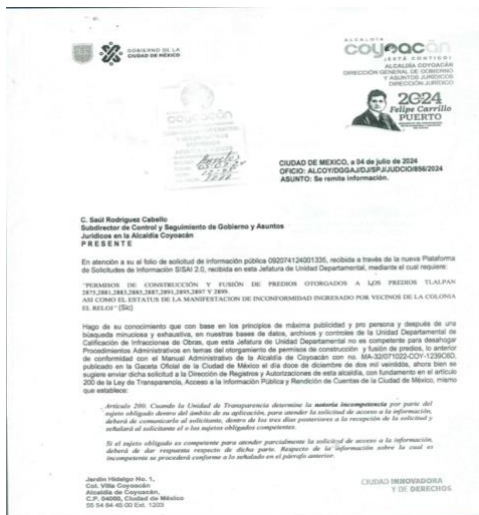 GOBIERNO DE LA
CIUDAD DE MÉXICO
ALCALDÍA
coyoacán
¡ESTÁ CONTIGO!
ALCALDÍA COYOACÁN
DIRECCIÓN GENERAL DE GOBIERNO
Y ASUNTOS JURÍDICOS
DIRECCIÓN JURÍDICO
2024
Felipe Carrillo
PUERTO
coyoacán
CIUDAD DE MEXICO, a 04 de julio de 2024
OFICIO: ALCOY/DGGAJ/DJ/SPJ/JUDCIO/856/2024
ASUNTO: Se remite información.
C. Saúl Rodríguez Cabello
Subdirector de Control y Seguimiento de Gobierno y Asuntos
Jurídicos en la Alcaldía Coyoacán
P R E S E N T E
En atención a su el folio de solicitud de información pública 092074124001335, recibida a través de la nueva Plataforma
de Solicitudes de Información SISAI 2.0, recibida en esta Jefatura de Unidad Departamental, mediante el cual requiere:
"PERMISOS DE CONSTRUCCIÓN Y FUSIÓN DE PREDIOS OTORGADOS A LOS PREDIOS TLALPAN
ASI COMO EL ESTATUS DE LA MANIFESTACION DE INCONFORMIDAD INGRESADO POR VECINOS DE LA COLONIA
EL RELOJ" (Sic)
Hago de su conocimiento que con base en los principios de máxima publicidad y pro persona y después de una
búsqueda minuciosa y exhaustiva, en nuestras bases de datos, archivos y controles de la Unidad Departamental de
Calificación de Infracciones de Obras, que esta Jefatura de Unidad Departamental no es competente para desahogar
Procedimientos Administrativos en temas del otorgamiento de permisos de construcción y fusión de predios, lo anterior
de conformidad con el Manual Administrativo de la Alcaldía de Coyoacán con no. MA-32/071022-COY-1239C6D,
publicado en la Gaceta Oficial de la Ciudad de México el día doce de diciembre de dos mil veintidós, ahora bien se
sugiere enviar dicha solicitud a la Dirección de Registros y Autorizaciones de esta alcaldía, con fundamento en el artículo
200 de la Ley de Transparencia, Acceso a la Información Pública y Rendición de Cuentas de la Ciudad de México, mismo
que establece:
Artículo 200. Cuando la Unidad de Transparencia determine la notoria incompetencia por parte del
sujeto obligado dentro del ámbito de su aplicación, para atender la solicitud de acceso a la información,
deberá de comunicarlo al solicitante, dentro de los tres días posteriores a la recepción de la solicitud y
señalará al solicitante el o los sujetos obligados competentes.
Si el sujeto obligado es competente para atender parcialmente la solicitud de acceso a la información,
deberá de dar respuesta respecto de dicha parte. Respecto de la información sobre la cual es
incompetente se procederá conforme a lo señalado en el párrafo anterior.
Jardín Hidalgo No. 1,
Col. Villa Coyoacán
Alcaldía de Coyoacán,
C.P. 04000, Ciudad de México
55 54 84 45 00 Ext. 1203
CIUDAD INNOVADORA
Y DE DERECHOS